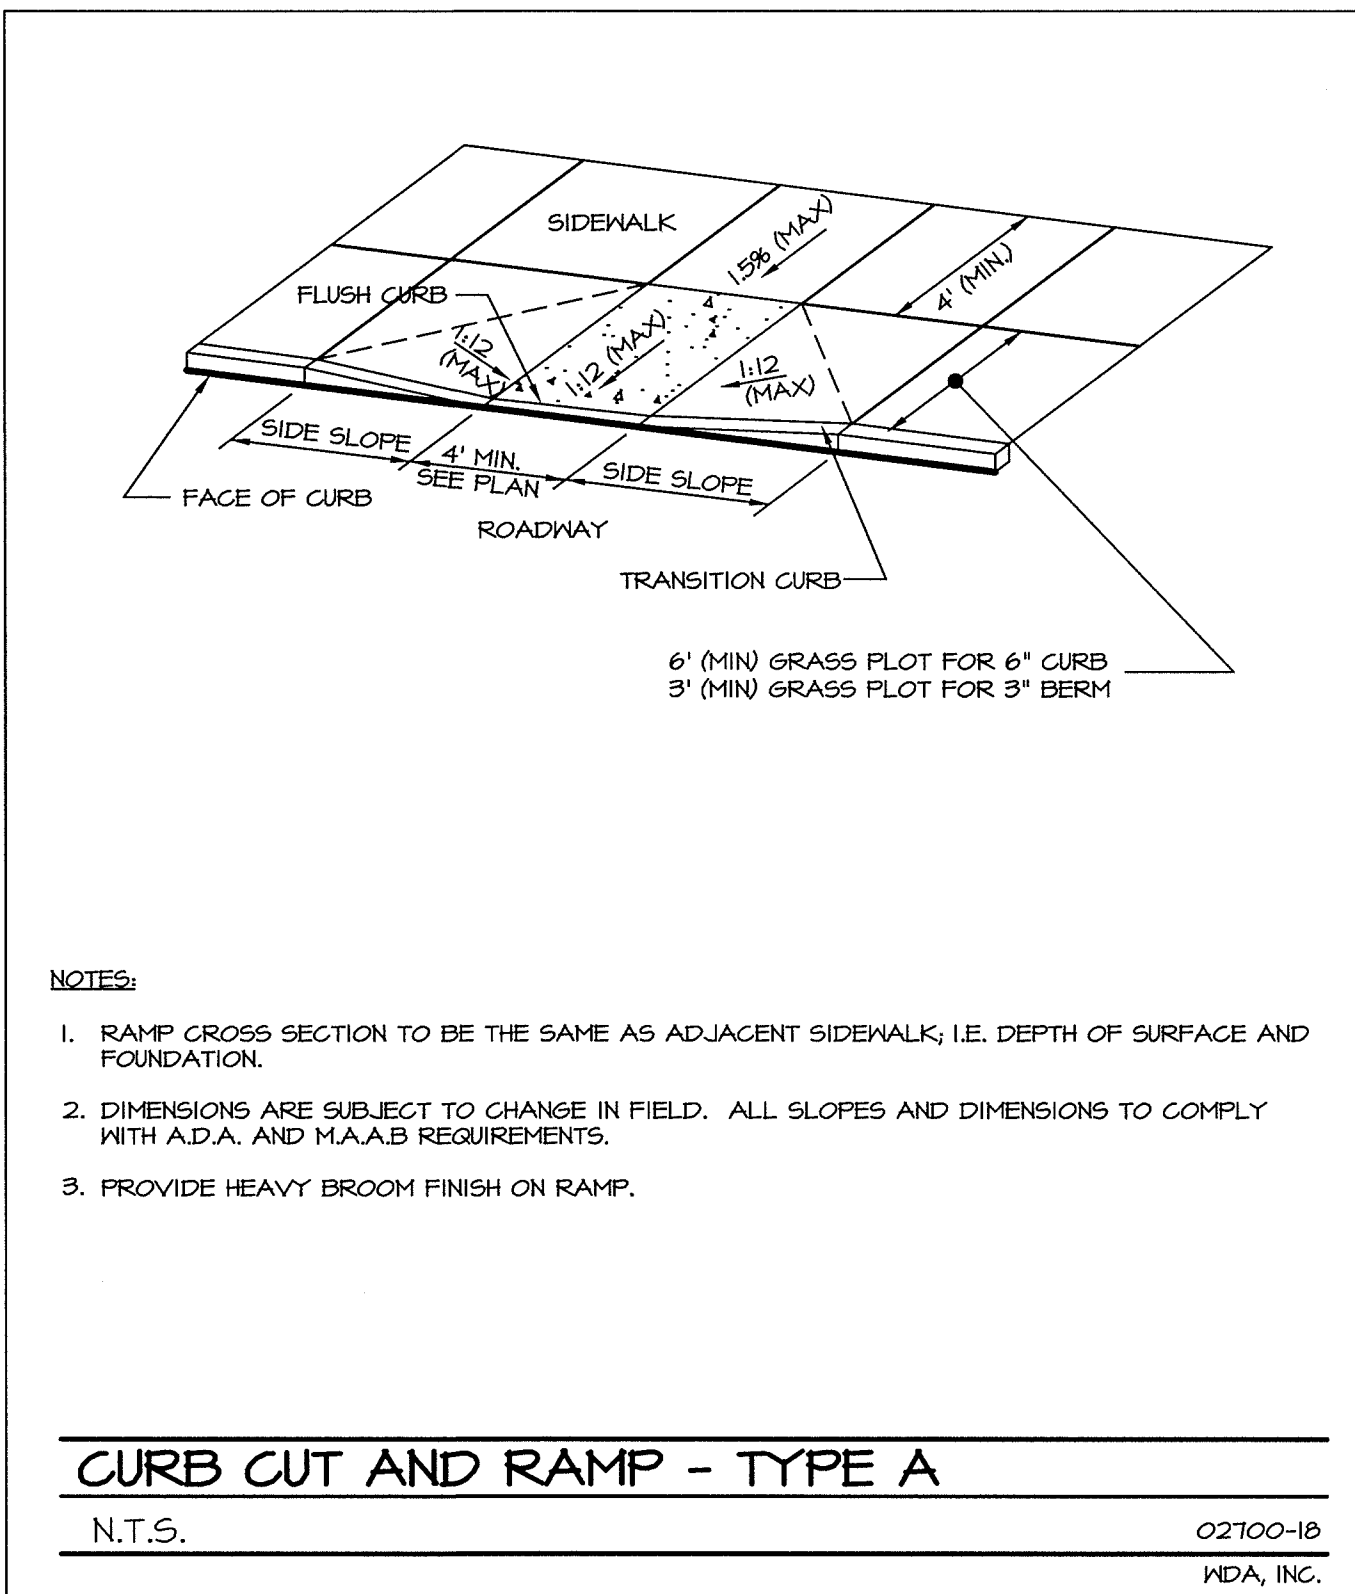 SIDEWALK
1.5% (MAX)
4' (MIN.)
FLUSH CURB
1:12
(MAX)
1:12 (MAX)
1:12
(MAX)
SIDE SLOPE
4' MIN.
SEE PLAN
SIDE SLOPE
FACE OF CURB
ROADWAY
TRANSITION CURB
6' (MIN) GRASS PLOT FOR 6" CURB
3' (MIN) GRASS PLOT FOR 3" BERM
NOTES:
1. RAMP CROSS SECTION TO BE THE SAME AS ADJACENT SIDEWALK; I.E. DEPTH OF SURFACE AND
FOUNDATION.
2. DIMENSIONS ARE SUBJECT TO CHANGE IN FIELD. ALL SLOPES AND DIMENSIONS TO COMPLY
WITH A.D.A. AND M.A.A.B REQUIREMENTS.
3. PROVIDE HEAVY BROOM FINISH ON RAMP.
CURB CUT AND RAMP - TYPE A
N.T.S.
02700-18
WDA, INC.